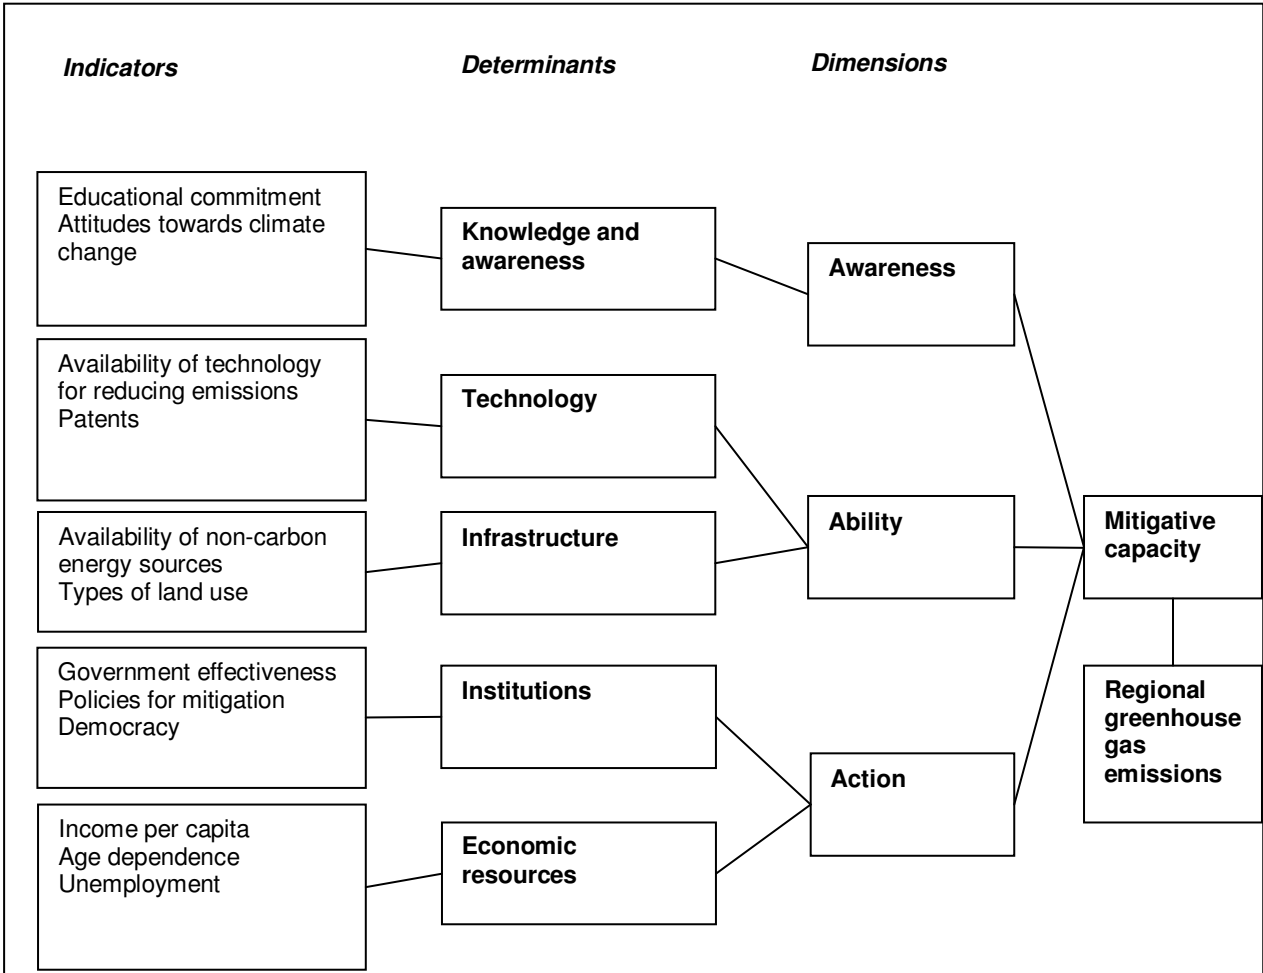 Indicators
Determinants
Dimensions
Educational commitment
Attitudes towards climate
change
Knowledge and
awareness
Awareness
Availability of technology
for reducing emissions
Patents
Technology
Availability of non-carbon
energy sources
Types of land use
Infrastructure
Ability
Mitigative
capacity
Government effectiveness
Policies for mitigation
Democracy
Institutions
Action
Regional
greenhouse
gas
emissions
Income per capita
Age dependence
Unemployment
Economic
resources